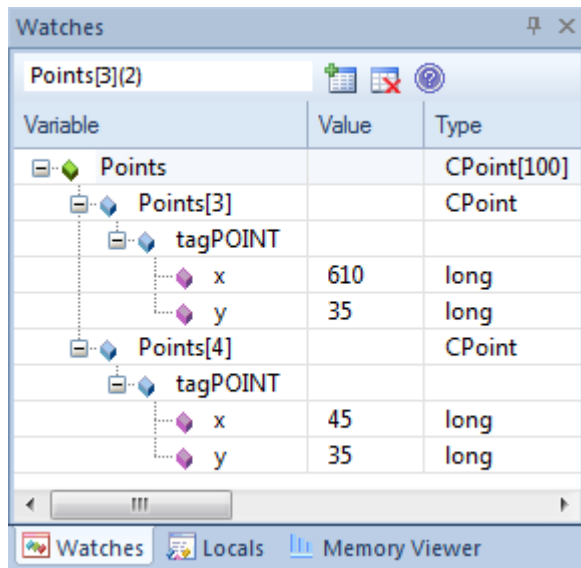 Watches
Points[3](2)
Variable Value Type
Points CPoint[100]
Points[3] CPoint
tagPOINT
x 610 long
y 35 long
Points[4] CPoint
tagPOINT
x 45 long
y 35 long
Watches Locals Memory Viewer